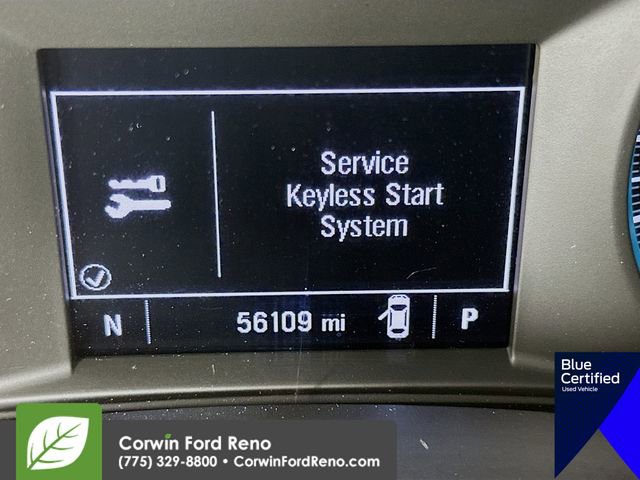 Service
Keyless Start
System
N
56109 mi
P
Blue
Certified
Used Vehicle
Corwin Ford Reno
(775) 329-8800 • CorwinFordReno.com